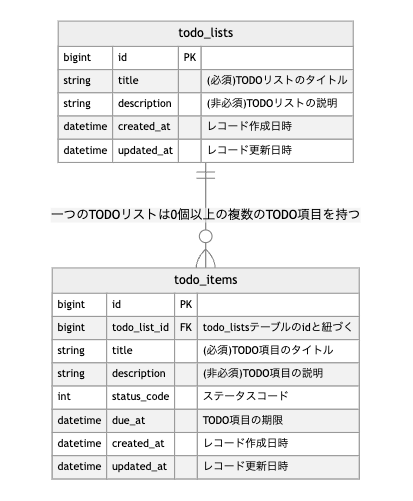 todo_lists
bigint id PK
string title (必須)TODOリストのタイトル
string description (非必須)TODOリストの説明
datetime created_at レコード作成日時
datetime updated_at レコード更新日時
一つのTODOリストは0個以上の複数のTODO項目を持つ
todo_items
bigint id PK
bigint todo_list_id FK todo_listsテーブルのidと紐づく
string title (必須)TODO項目のタイトル
string description (非必須)TODO項目の説明
int status_code ステータスコード
datetime due_at TODO項目の期限
datetime created_at レコード作成日時
datetime updated_at レコード更新日時